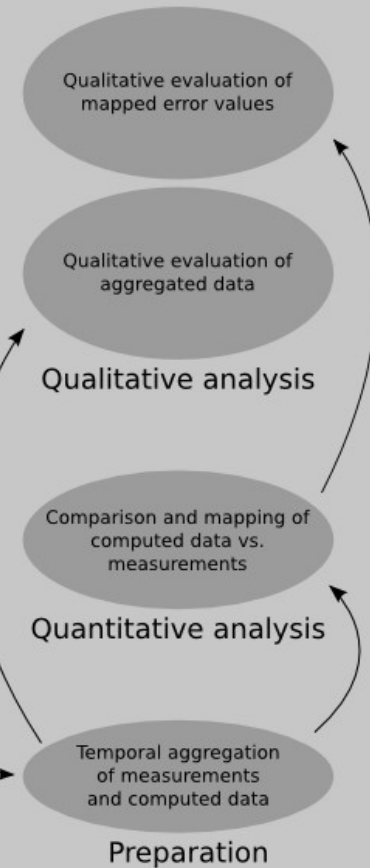 Qualitative evaluation of
mapped error values
Qualitative evaluation of
aggregated data
Qualitative analysis
Comparison and mapping of
computed data vs.
measurements
Quantitative analysis
Temporal aggregation
of measurements
and computed data
Preparation